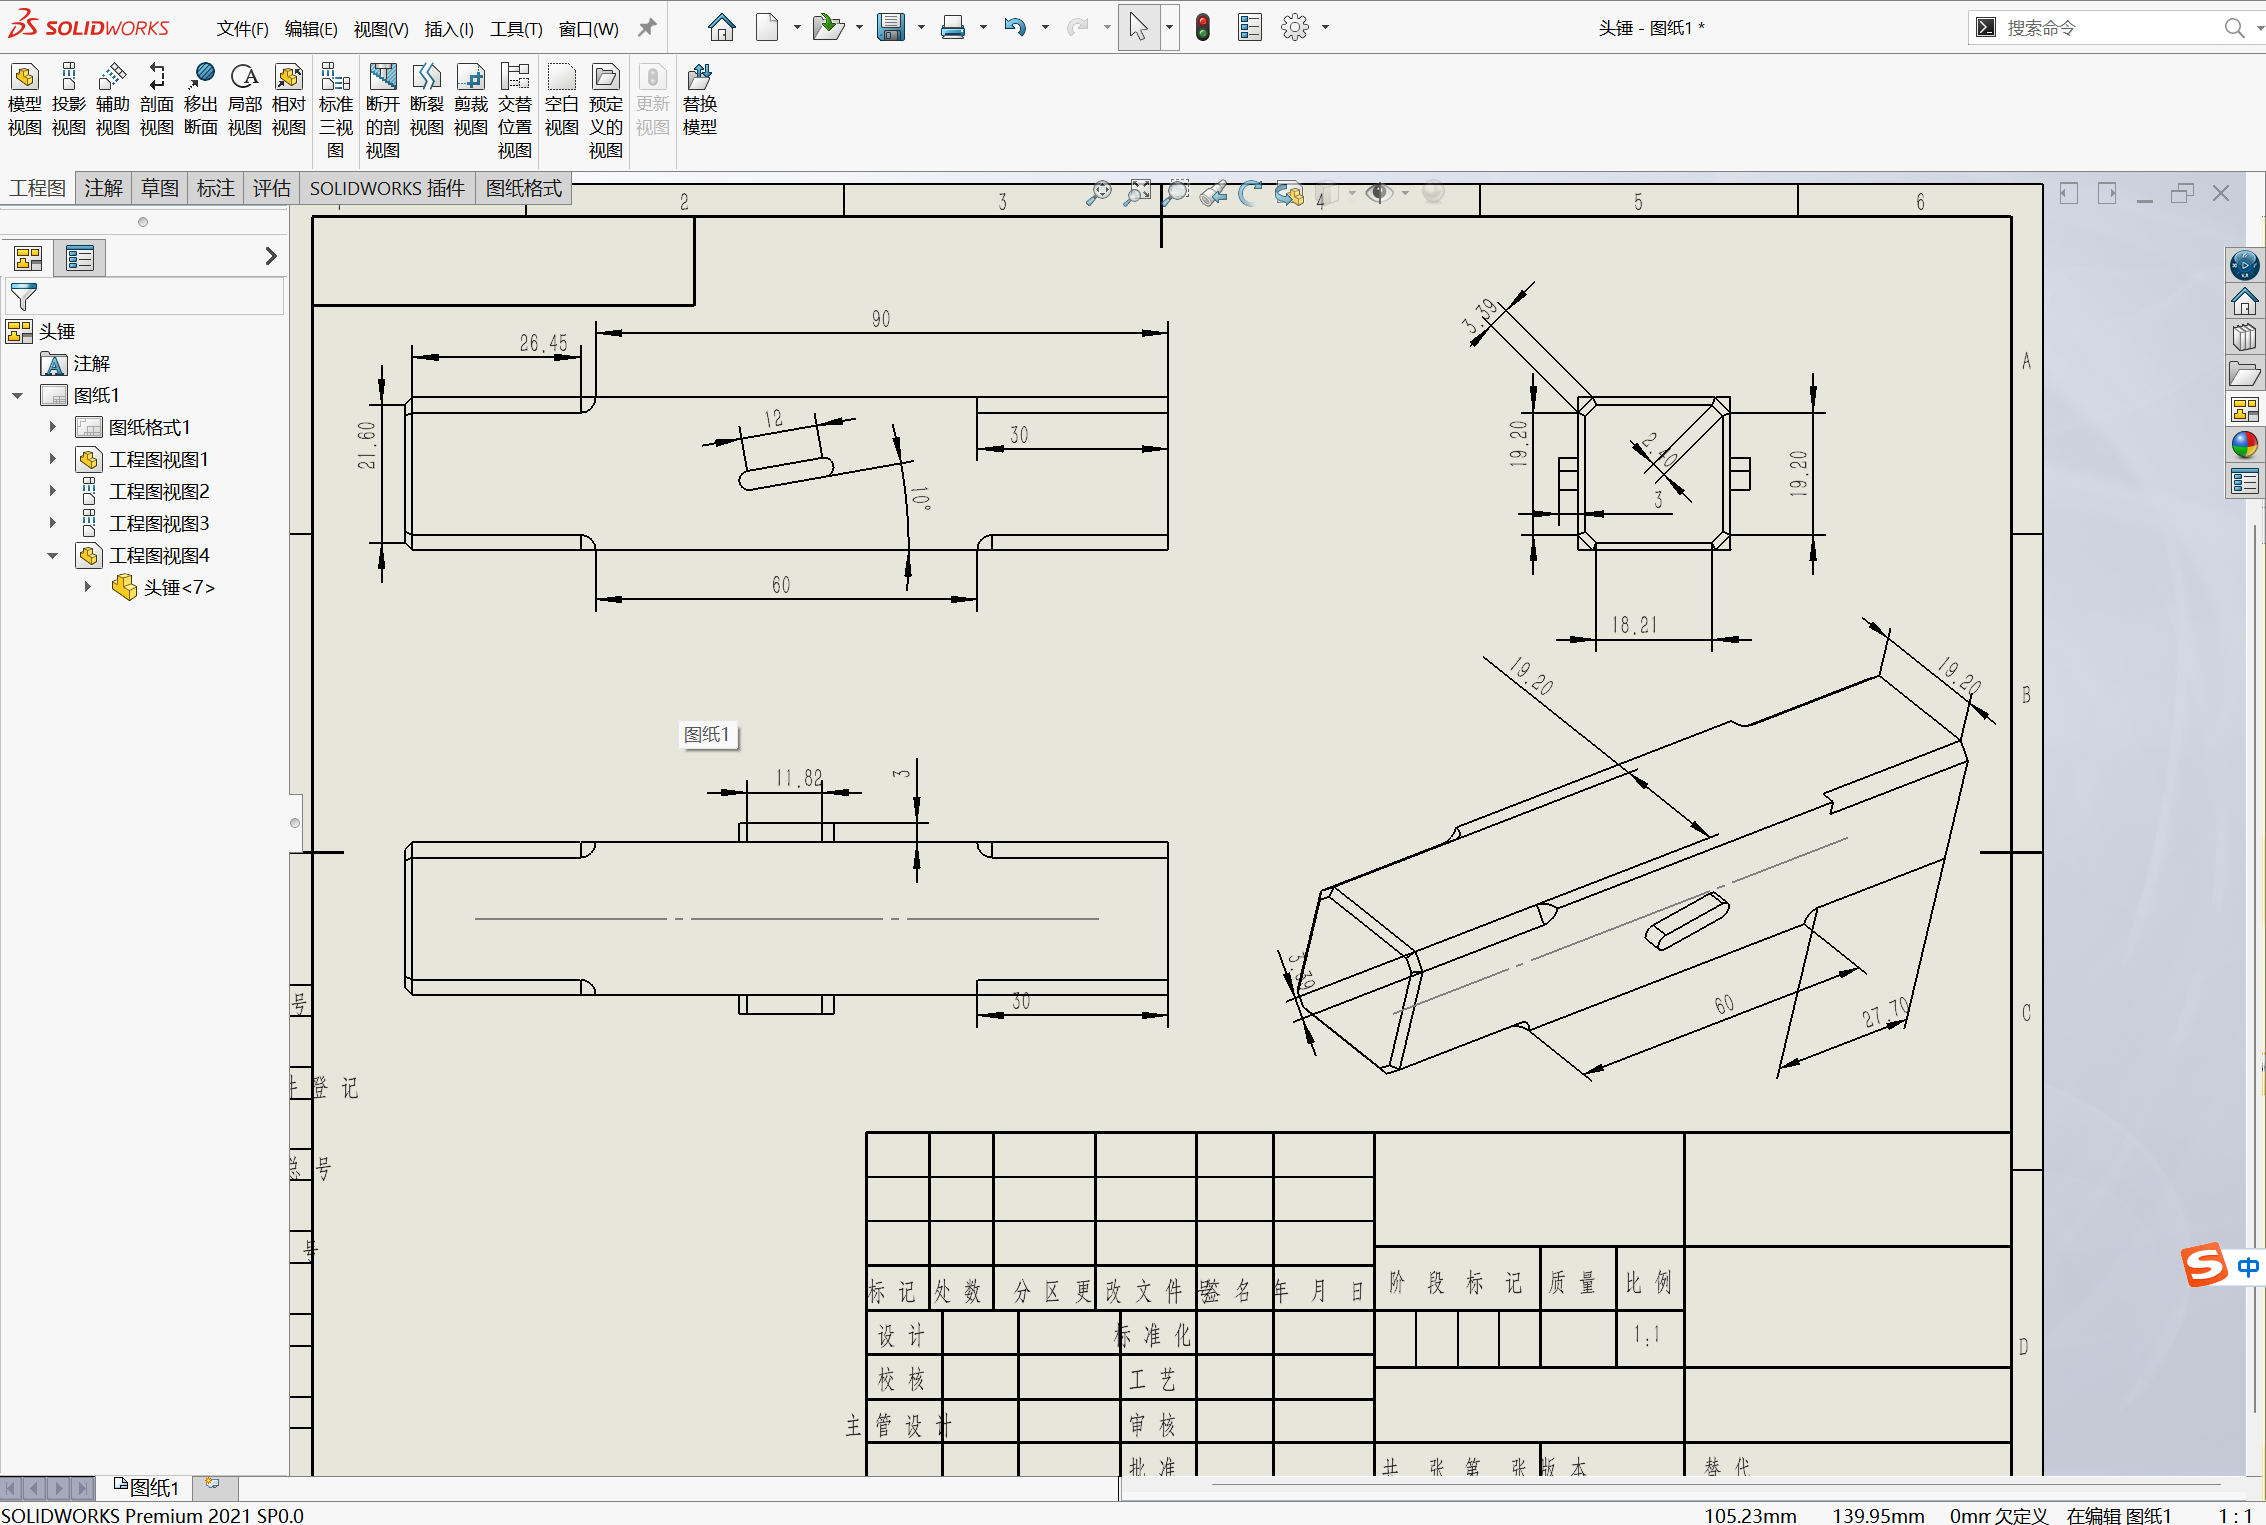 SOLIDWORKS 文件(F) 编辑(E) 视图(V) 插入(I) 工具(T) 窗口(W) 头锤 - 图纸1 * 搜索命令
模型视图 投影视图 辅助视图 剖面视图 移出断面 局部视图 相对视图 标准三视图 断开的剖视图 断裂视图 剪裁视图 交替位置视图 空白视图 预定义的视图 更新视图 替换模型
工程图 注解 草图 标注 评估 SOLIDWORKS 插件 图纸格式
2 3 4 5 6
头锤
注解
图纸1
图纸格式1
工程图视图1
工程图视图2
工程图视图3
工程图视图4
头锤<7>
90
26.45
21.60
12
30
10°
60
3.39
19.20
2.40
3
19.20
18.21
A
B
C
D
图纸1
11.82
3
30
19.20
19.20
3.39
60
27.70
号
登记
总号
号
标记 处数 分区 更改文件号 签名 年月日 阶段标记 质量 比例
设计 标准化 1:1
校核 工艺
主管设计 审核
批准 共 张 第 张 版本 替代
图纸1
SOLIDWORKS Premium 2021 SP0.0 105.23mm 139.95mm 0mm 欠定义 在编辑 图纸1 1 : 1
中